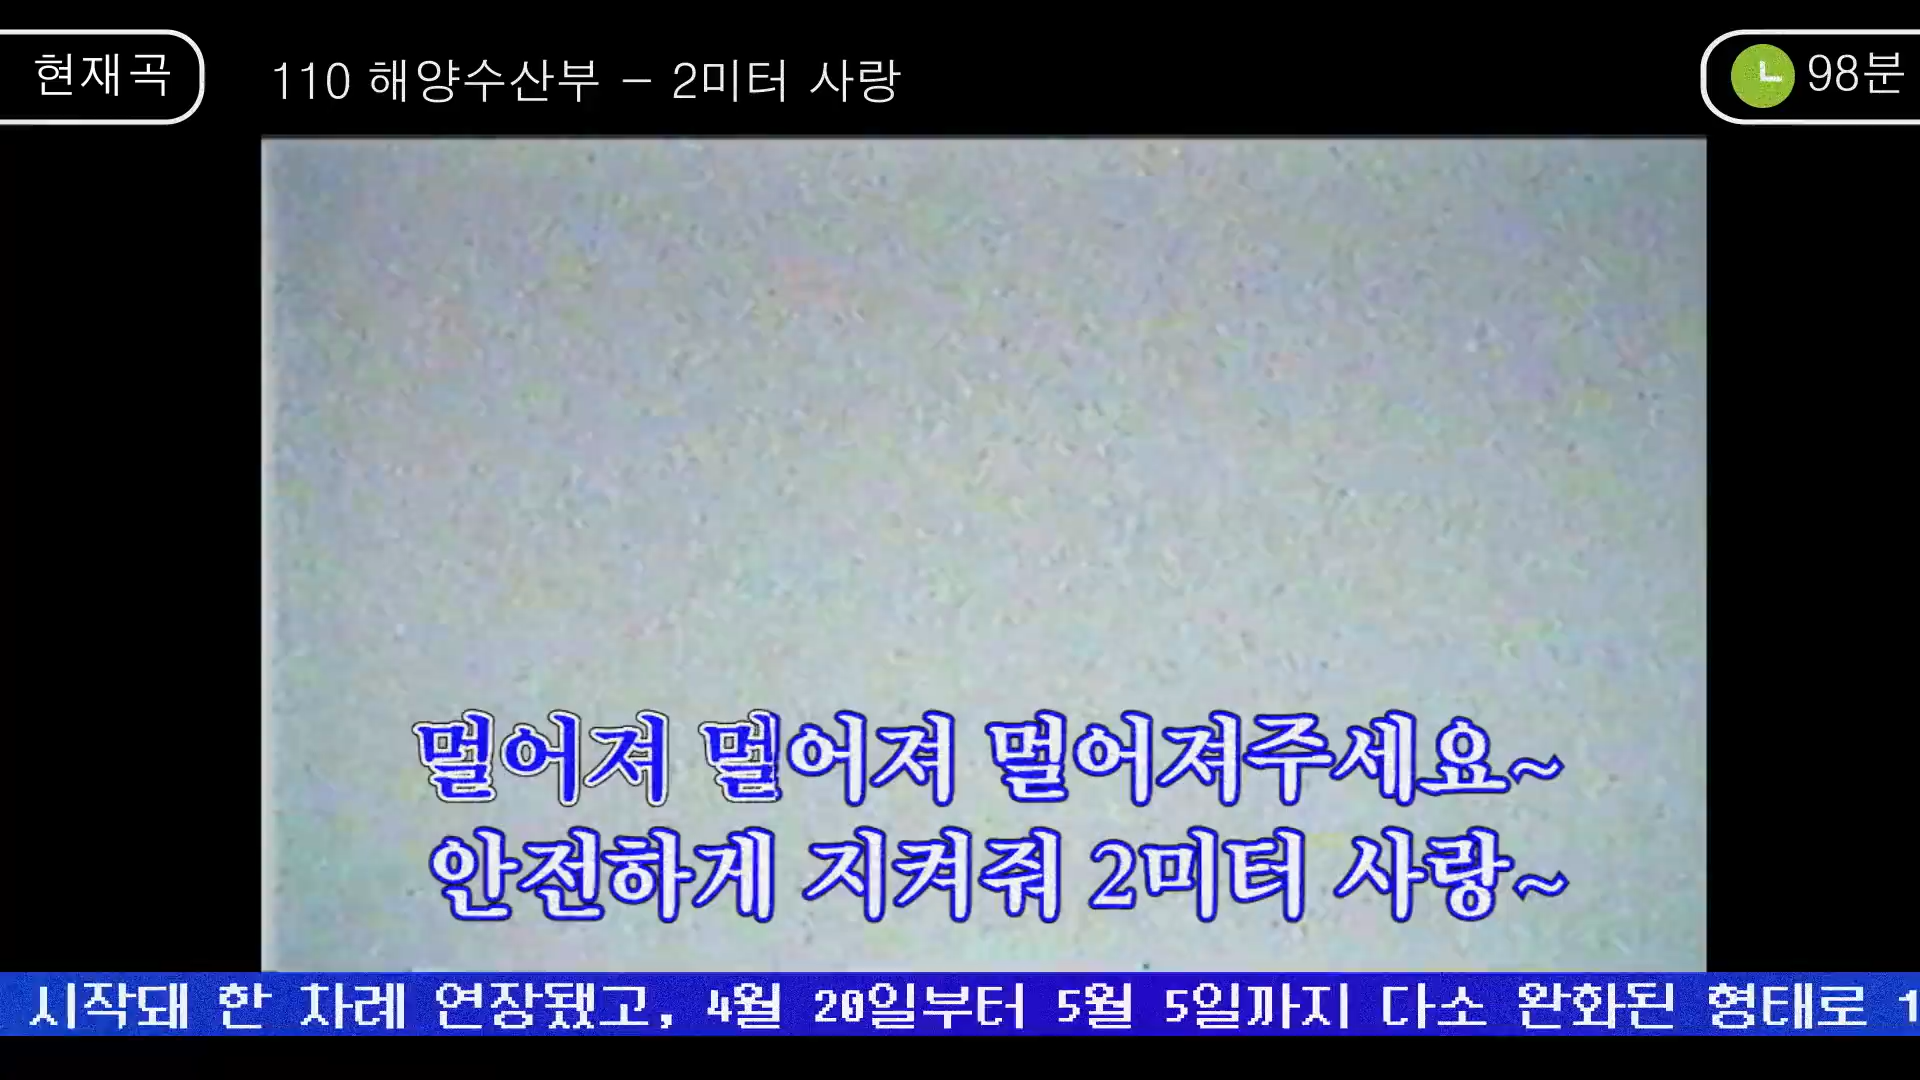 현재곡
110 해양수산부 - 2미터 사랑
98분
멀어져 멀어져 멀어져주세요~
안전하게 지켜줘 2미터 사랑~
시작돼 한 차례 연장됐고, 4월 20일부터 5월 5일까지 다소 완화된 형태로 1